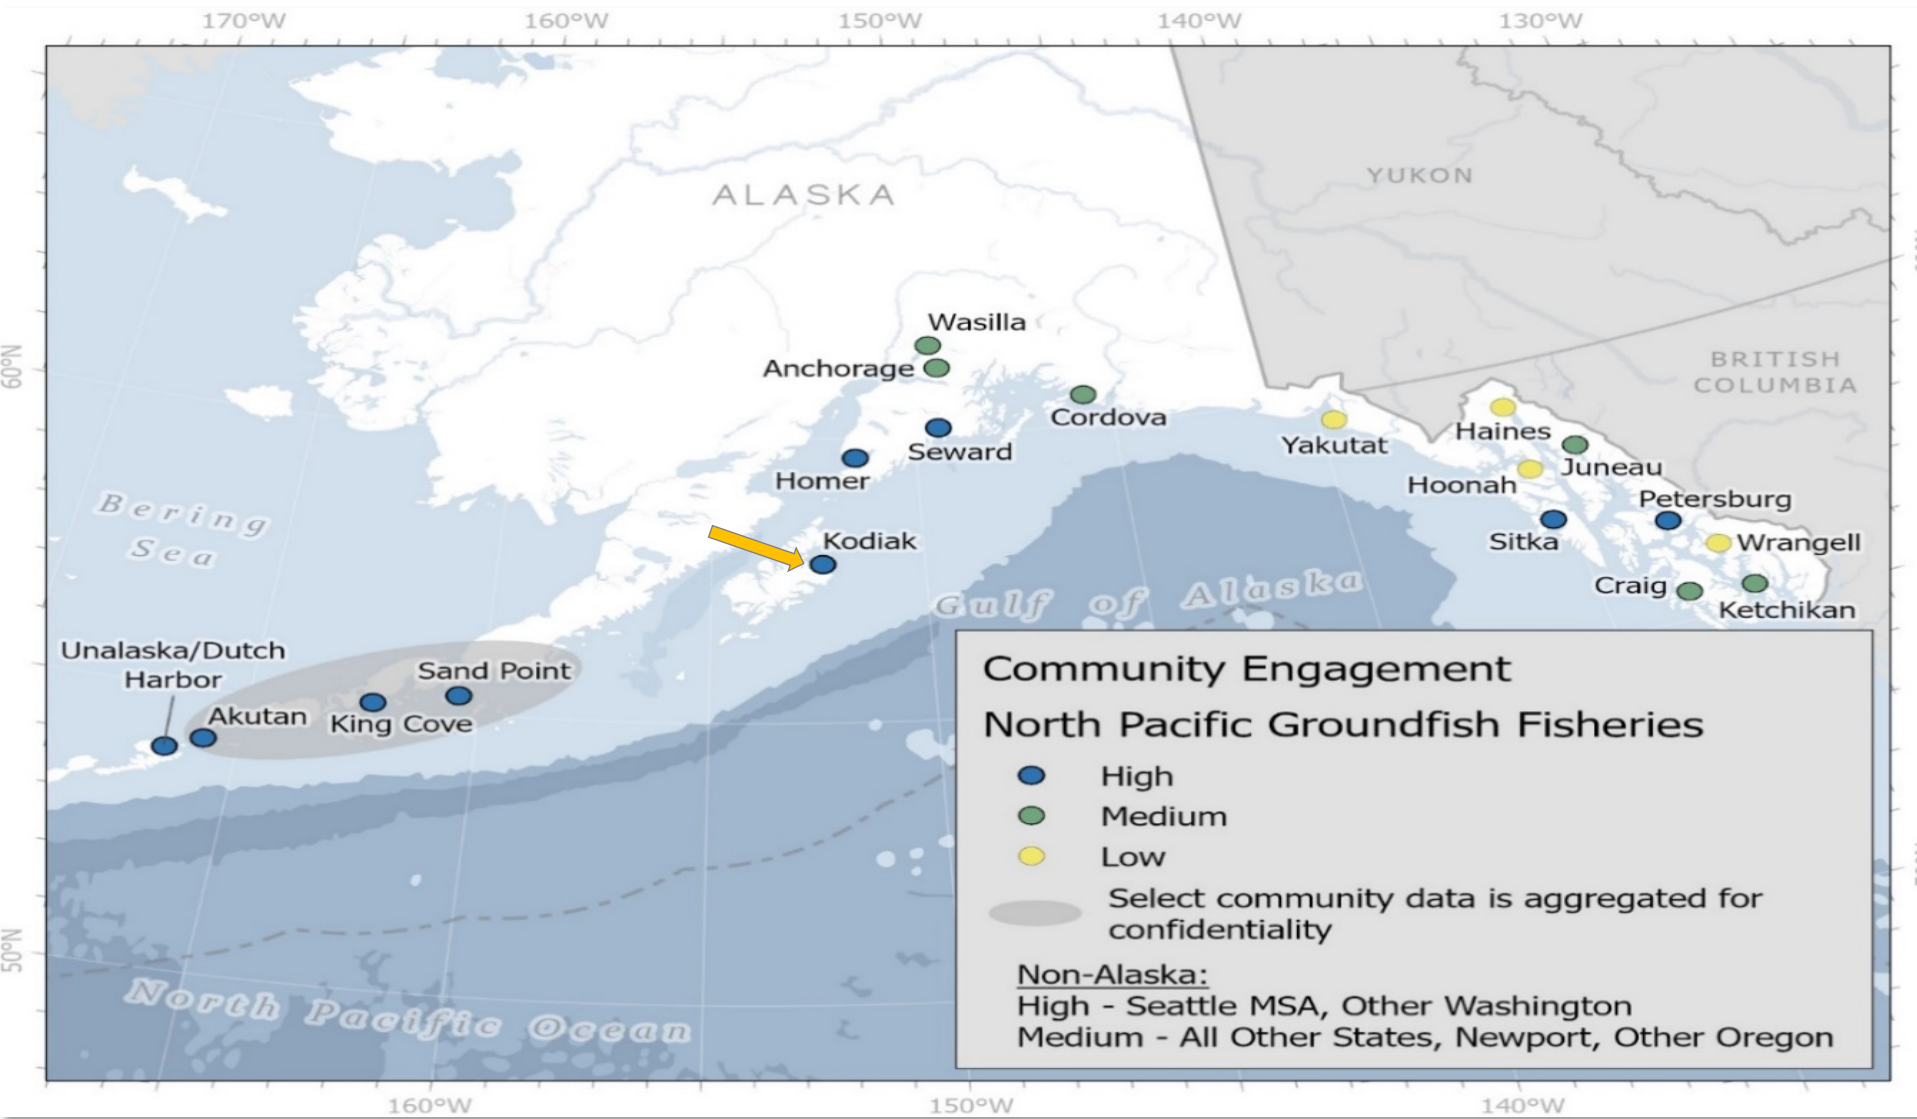 170°W 160°W 150°W 140°W 130°W
YUKON
ALASKA
Wasilla
BRITISH
COLUMBIA
60°N
Anchorage
Cordova
Haines
Yakutat
Seward
Juneau
Homer
Hoonah
Petersburg
Bering
Sea
Kodiak
Sitka
Wrangell
Gulf of Alaska
Craig
Ketchikan
Unalaska/Dutch
Harbor
Sand Point
Akutan
King Cove
Community Engagement
North Pacific Groundfish Fisheries
High
Medium
Low
Select community data is aggregated for
confidentiality
Non-Alaska:
High - Seattle MSA, Other Washington
Medium - All Other States, Newport, Other Oregon
50°N
North Pacific Ocean
160°W 150°W 140°W